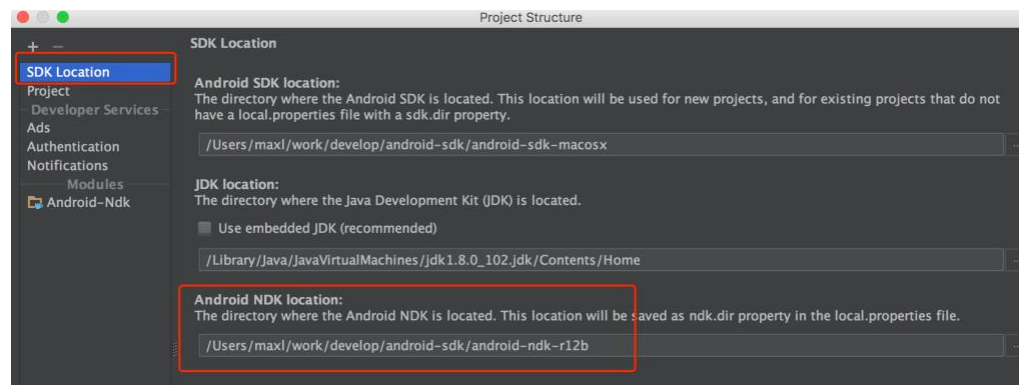 Project Structure
+ −
SDK Location
Project
Developer Services
Ads
Authentication
Notifications
Modules
Android-Ndk
SDK Location
Android SDK location:
The directory where the Android SDK is located. This location will be used for new projects, and for existing projects that do not
have a local.properties file with a sdk.dir property.
/Users/maxl/work/develop/android-sdk/android-sdk-macosx
...
JDK location:
The directory where the Java Development Kit (JDK) is located.
Use embedded JDK (recommended)
/Library/Java/JavaVirtualMachines/jdk1.8.0_102.jdk/Contents/Home
...
Android NDK location:
The directory where the Android NDK is located. This location will be saved as ndk.dir property in the local.properties file.
/Users/maxl/work/develop/android-sdk/android-ndk-r12b
...